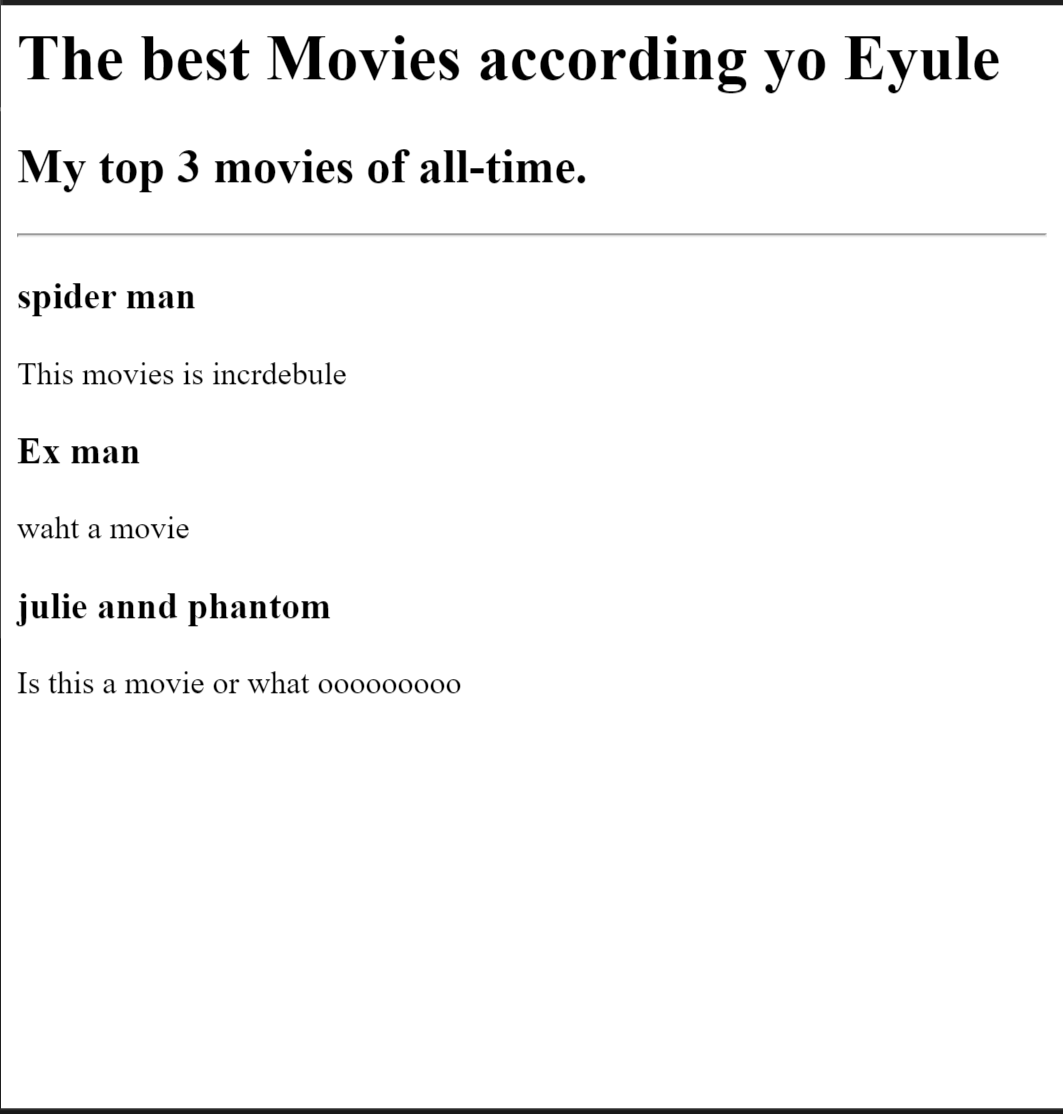 The best Movies according yo Eyule
My top 3 movies of all-time.
spider man
This movies is incrdebule
Ex man
waht a movie
julie annd phantom
Is this a movie or what ooooooooo